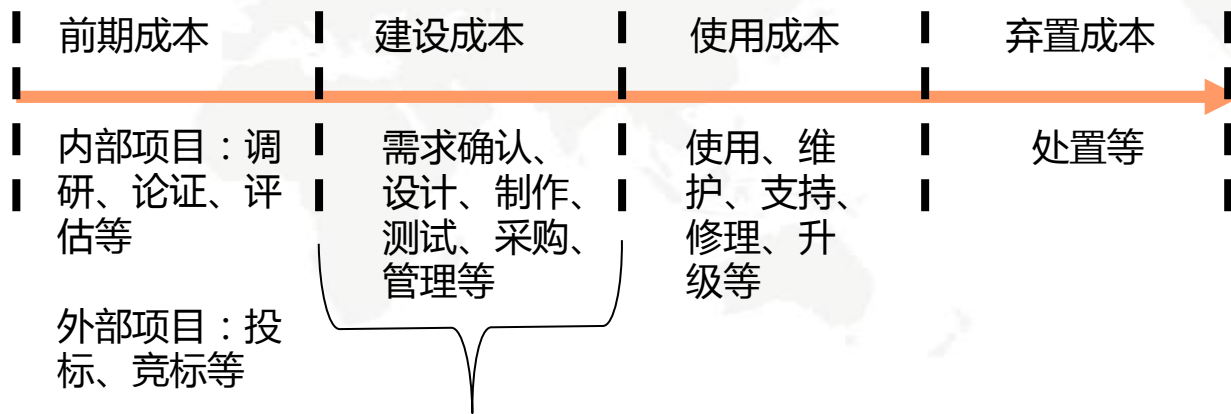 前期成本
建设成本
使用成本
弃置成本
内部项目：调
研、论证、评
估等
外部项目：投
标、竞标等
需求确认、
设计、制作、
测试、采购、
管理等
使用、维
护、支持、
修理、升
级等
处置等